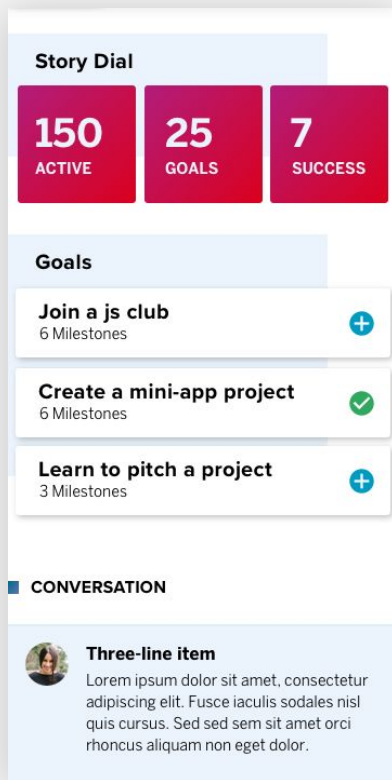 Story Dial
150
ACTIVE
25
GOALS
7
SUCCESS
Goals
Join a js club
6 Milestones
Create a mini-app project
6 Milestones
Learn to pitch a project
3 Milestones
CONVERSATION
Three-line item
Lorem ipsum dolor sit amet, consectetur
adipiscing elit. Fusce iaculis sodales nisl
quis cursus. Sed sed sem sit amet orci
rhoncus aliquam non eget dolor.